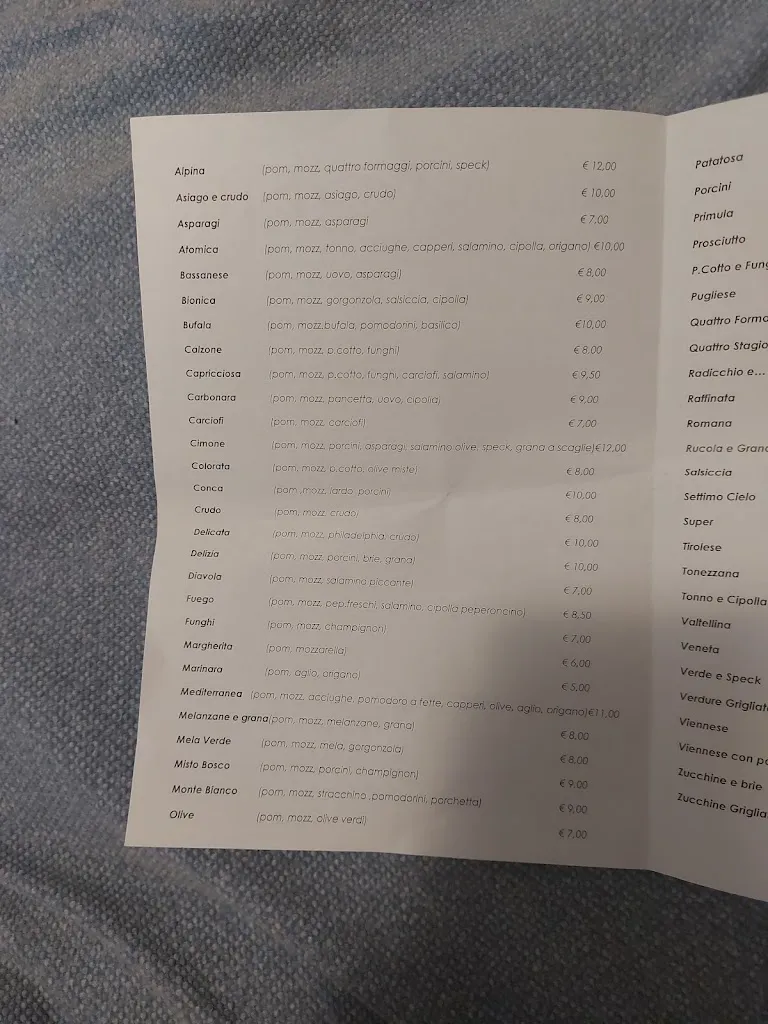 Alpina (pom, mozz, quattro formaggi, porcini, speck) € 12,00
Asiago e crudo (pom, mozz, asiago, crudo) € 10,00
Asparagi (pom, mozz, asparagi € 7,00
Atomica (pom, mozz, tonno, acciughe, capperi, salamino, cipolla, origano) €10,00
Bassanese (pom, mozz, uovo, asparagi) € 8,00
Bionica (pom, mozz, gorgonzola, salsiccia, cipolla) € 9,00
Bufala (pom, mozz.bufala, pomodorini, basilico) €10,00
Calzone (pom, mozz, p.cotto, funghi) € 8,00
Capricciosa (pom, mozz, p.cotto, funghi, carciofi, salamino) € 9,50
Carbonara (pom, mozz, pancetta, uovo, cipolla) € 9,00
Carciofi (pom, mozz, carciofi) € 7,00
Cimone (pom, mozz, porcini, asparagi, salamino olive, speck, grana a scaglie)€12,00
Colorata (pom, mozz, p.cotto, olive miste) € 8,00
Conca (pom ,mozz, lardo, porcini) €10,00
Crudo (pom, mozz, crudo) € 8,00
Delicata (pom, mozz, philadelphia, crudo) € 10,00
Delizia (pom, mozz, porcini, brie, grana) € 10,00
Diavola (pom, mozz, salamino piccante) € 7,00
Fuego (pom, mozz, pep.freschi, salamino, cipolla peperoncino) € 8,50
Funghi (pom, mozz, champignon) € 7,00
Margherita (pom, mozzarella) € 6,00
Marinara (pom, aglio, origano) € 5,00
Mediterranea (pom, mozz, acciughe, pomodoro a fette, capperi, olive, aglio, origano)€11,00
Melanzane e grana(pom, mozz, melanzane, grana) € 8,00
Mela Verde (pom, mozz, mela, gorgonzola) € 8,00
Misto Bosco (pom, mozz, porcini, champignon) € 9,00
Monte Bianco (pom, mozz, stracchino ,pomodorini, porchetta) € 9,00
Olive (pom, mozz, olive verdi) € 7,00
Patatosa
Porcini
Primula
Prosciutto
P.Cotto e Fung
Pugliese
Quattro Forma
Quattro Stagio
Radicchio e...
Raffinata
Romana
Rucola e Grana
Salsiccia
Settimo Cielo
Super
Tirolese
Tonezzana
Tonno e Cipolla
Valtellina
Veneta
Verde e Speck
Verdure Grigliat
Viennese
Viennese con pa
Zucchine e brie
Zucchine Griglia